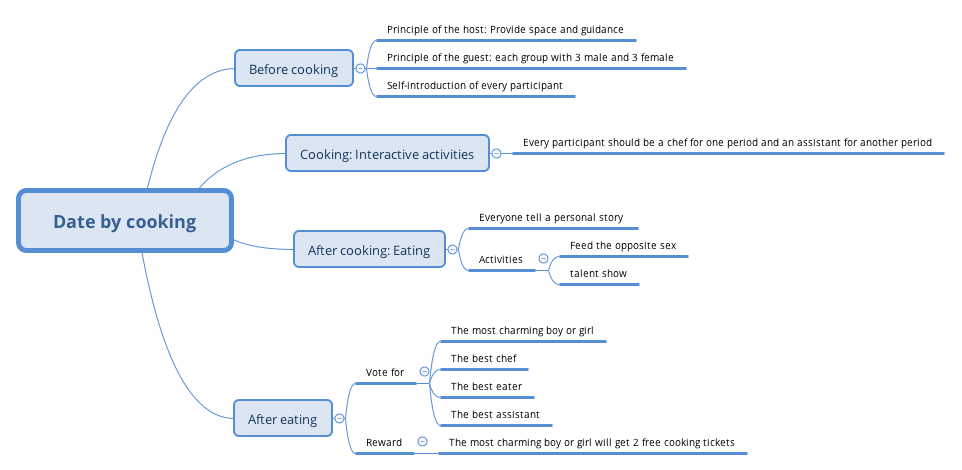 Principle of the host: Provide space and guidance
Principle of the guest: each group with 3 male and 3 female
Before cooking
Self-introduction of every participant
Every participant should be a chef for one period and an assistant for another period
Cooking: Interactive activities
Date by cooking
Everyone tell a personal story
After cooking: Eating
Feed the opposite sex
Activities
talent show
The most charming boy or girl
The best chef
Vote for
The best eater
The best assistant
After eating
Reward
The most charming boy or girl will get 2 free cooking tickets